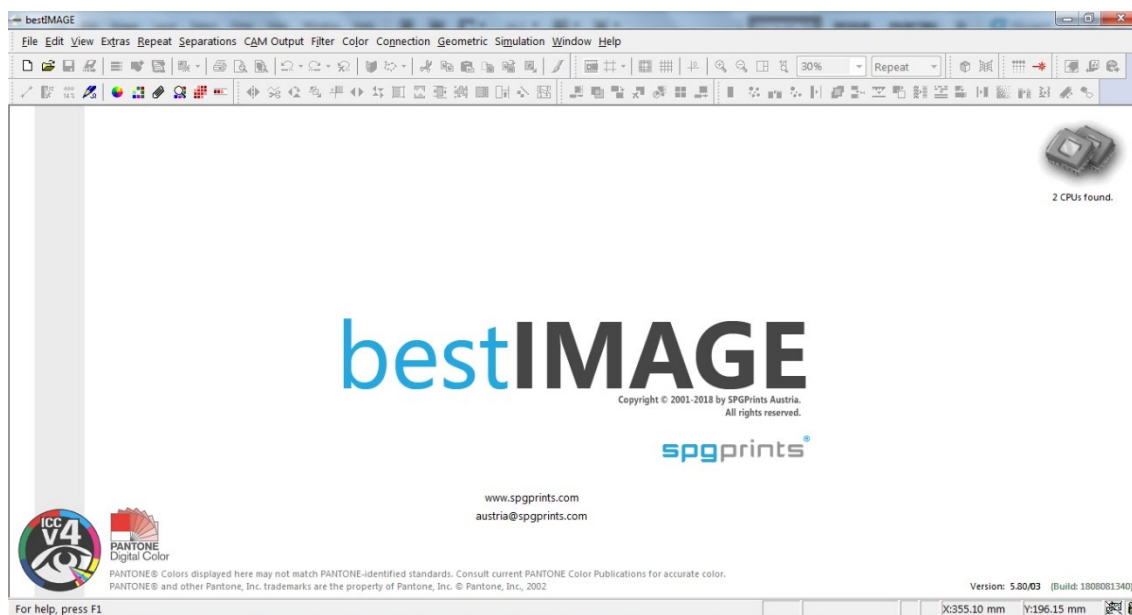 bestIMAGE
File Edit View Extras Repeat Separations CAM Output Filter Color Connection Geometric Simulation Window Help
30%
Repeat
2 CPUs found.
bestIMAGE
Copyright © 2001-2018 by SPGPrints Austria.
All rights reserved.
spgprints®
www.spgprints.com
austria@spgprints.com
ICC
V4
PANTONE
Digital Color
PANTONE® Colors displayed here may not match PANTONE-identified standards. Consult current PANTONE Color Publications for accurate color.
PANTONE® and other Pantone, Inc. trademarks are the property of Pantone, Inc. © Pantone, Inc., 2002
Version: 5.80/03 (Build: 1808081340)
For help, press F1
X:355.10 mm Y:196.15 mm